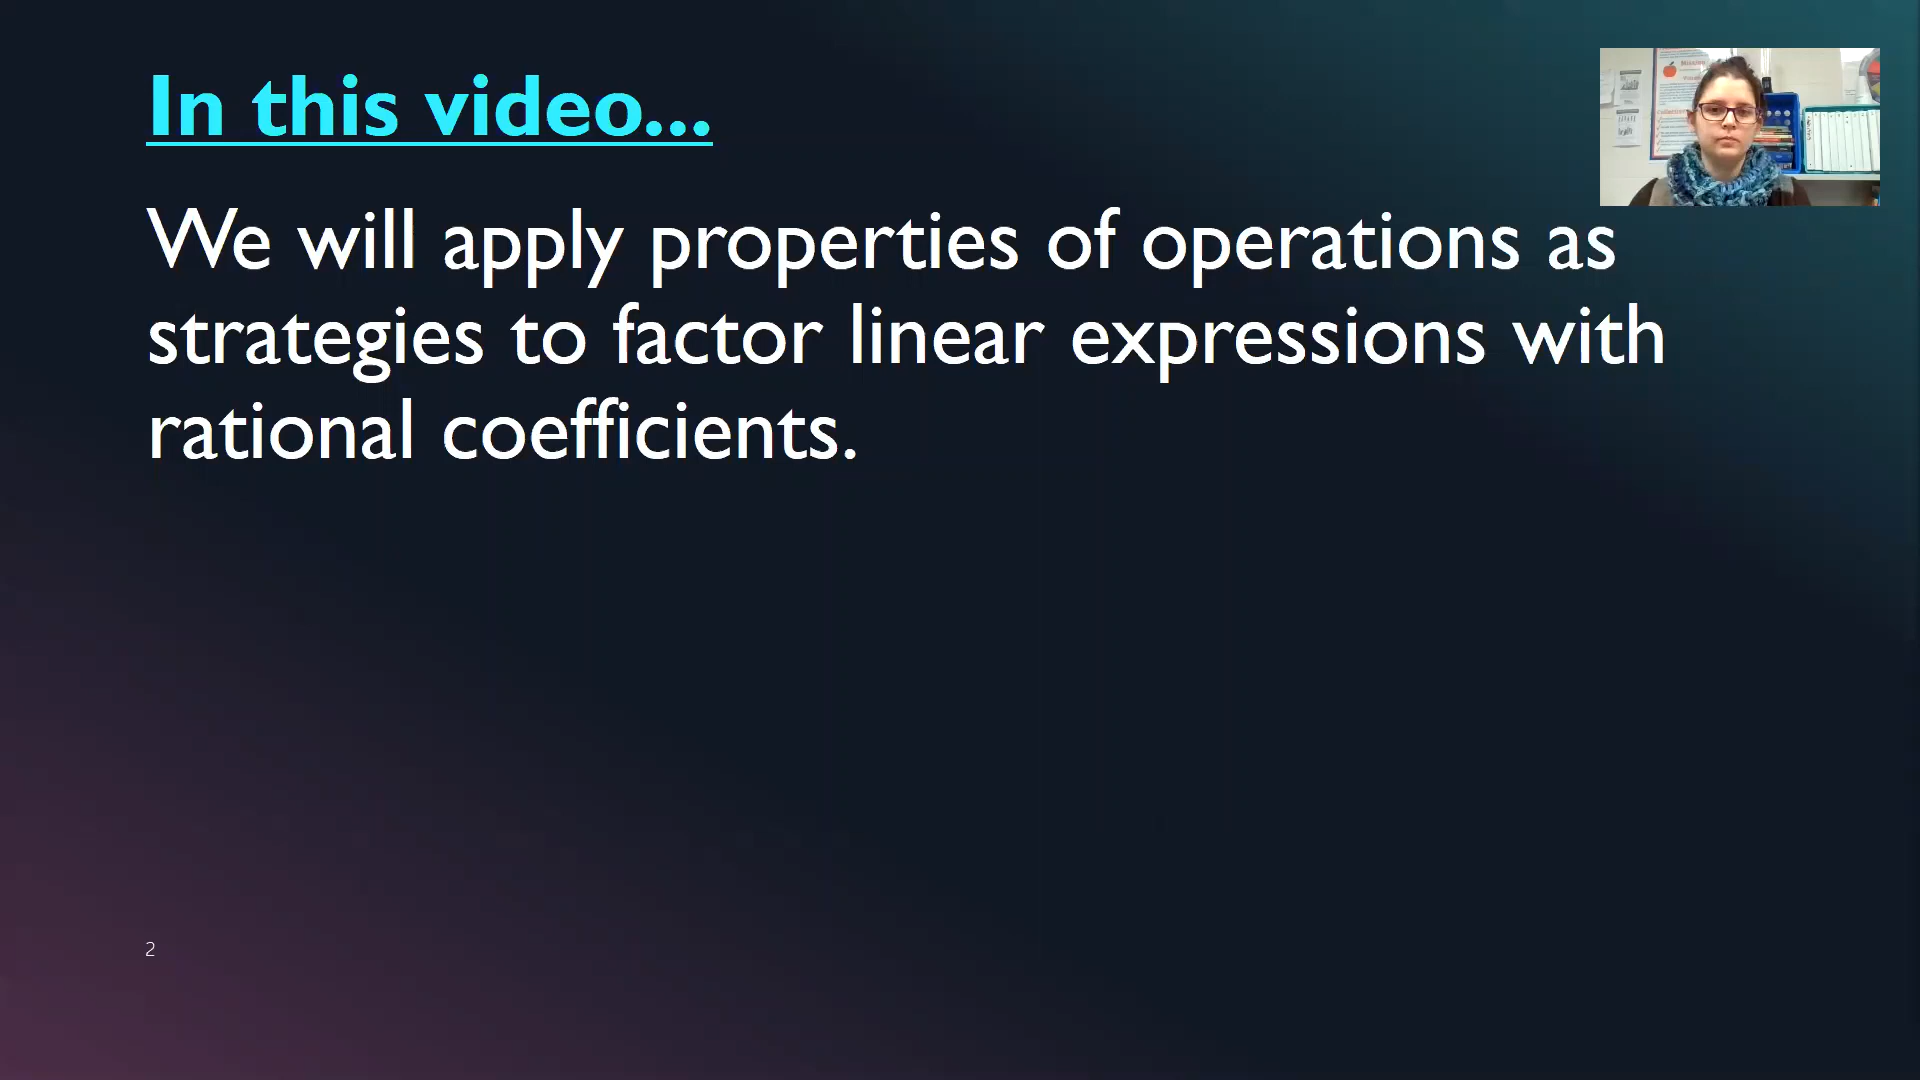 In this video...
We will apply properties of operations as
strategies to factor linear expressions with
rational coefficients.
2